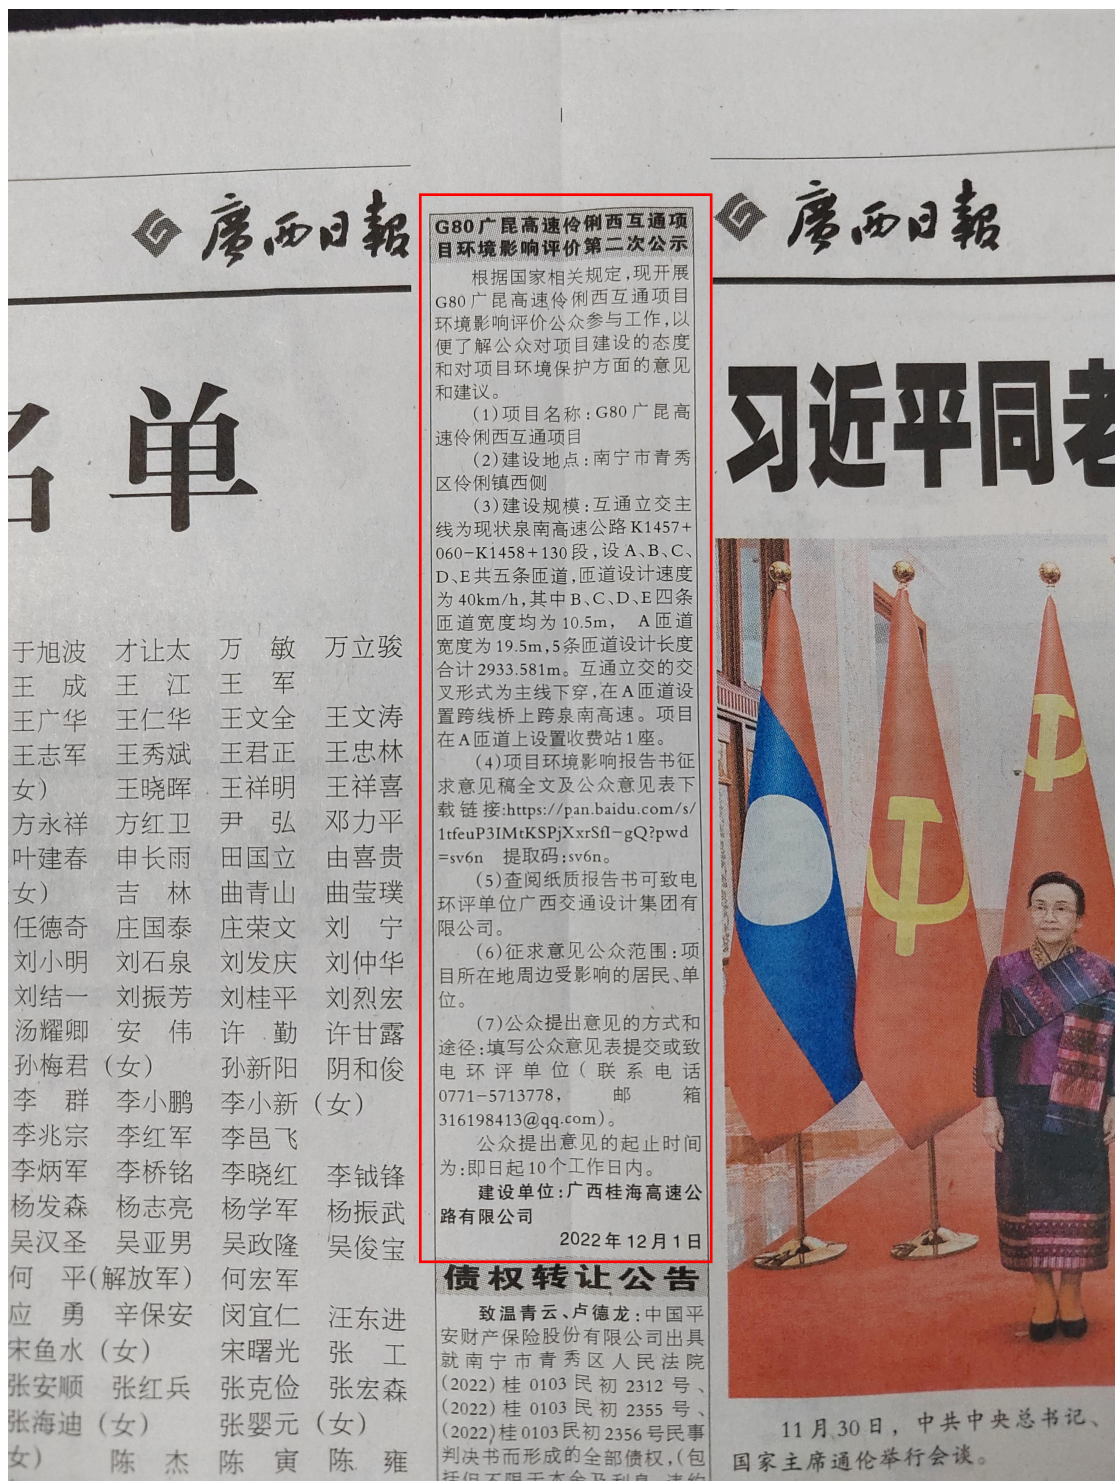 廣西日報
名单
于旭波 才让太 万 敏 万立骏
王 成 王 江 王 军
王广华 王仁华 王文全 王文涛
王志军 王秀斌 王君正 王忠林
女) 王晓晖 王祥明 王祥喜
方永祥 方红卫 尹 弘 邓力平
叶建春 申长雨 田国立 由喜贵
女) 吉 林 曲青山 曲莹璞
任德奇 庄国泰 庄荣文 刘 宁
刘小明 刘石泉 刘发庆 刘仲华
刘结一 刘振芳 刘桂平 刘烈宏
汤耀卿 安 伟 许 勤 许甘露
孙梅君(女) 孙新阳 阴和俊
李 群 李小鹏 李小新(女)
李兆宗 李红军 李邑飞
李炳军 李桥铭 李晓红 李钺锋
杨发森 杨志亮 杨学军 杨振武
吴汉圣 吴亚男 吴政隆 吴俊宝
何 平(解放军) 何宏军
应 勇 辛保安 闵宜仁 汪东进
宋鱼水(女) 宋曙光 张 工
张安顺 张红兵 张克俭 张宏森
张海迪(女) 张婴元(女)
女) 陈 杰 陈 寅 陈 雍
G80广昆高速伶俐西互通项
目环境影响评价第二次公示
根据国家相关规定,现开展
G80广昆高速伶俐西互通项目
环境影响评价公众参与工作,以
便了解公众对项目建设的态度
和对项目环境保护方面的意见
和建议。
(1)项目名称:G80广昆高
速伶俐西互通项目
(2)建设地点:南宁市青秀
区伶俐镇西侧
(3)建设规模:互通立交主
线为现状泉南高速公路K1457+
060-K1458+130段,设A、B、C、
D、E共五条匝道,匝道设计速度
为40km/h,其中B、C、D、E四条
匝道宽度均为10.5m, A匝道
宽度为19.5m,5条匝道设计长度
合计2933.581m。互通立交的交
叉形式为主线下穿,在A匝道设
置跨线桥上跨泉南高速。项目
在A匝道上设置收费站1座。
(4)项目环境影响报告书征
求意见稿全文及公众意见表下
载链接:https://pan.baidu.com/s/
1tfeuP3IMtKSPjXxrSfI-gQ?pwd
=sv6n 提取码:sv6n。
(5)查阅纸质报告书可致电
环评单位广西交通设计集团有
限公司。
(6)征求意见公众范围:项
目所在地周边受影响的居民、单
位。
(7)公众提出意见的方式和
途径:填写公众意见表提交或致
电环评单位(联系电话
0771-5713778, 邮箱
316198413@qq.com)。
公众提出意见的起止时间
为:即日起10个工作日内。
建设单位:广西桂海高速公
路有限公司
2022年12月1日
债权转让公告
致温青云、卢德龙:中国平
安财产保险股份有限公司出具
就南宁市青秀区人民法院
(2022)桂0103民初2312号、
(2022)桂0103民初2355号、
(2022)桂0103民初2356号民事
判决书而形成的全部债权,(包
括但不限于本金及利息、违约
廣西日報
习近平同老
11月30日,中共中央总书记、
国家主席通伦举行会谈。